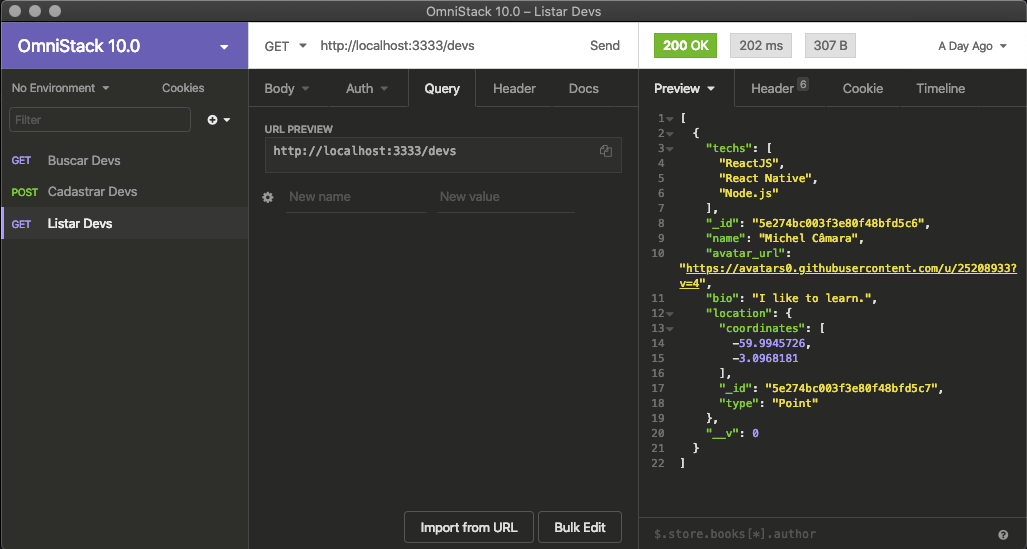 OmniStack 10.0 – Listar Devs
OmniStack 10.0
GET http://localhost:3333/devs Send
200 OK 202 ms 307 B A Day Ago
No Environment Cookies
Filter
GET Buscar Devs
POST Cadastrar Devs
GET Listar Devs
Body Auth Query Header Docs
URL PREVIEW
http://localhost:3333/devs
New name New value
Import from URL Bulk Edit
Preview Header 6 Cookie Timeline
1 [
2 {
3 "techs": [
4 "ReactJS",
5 "React Native",
6 "Node.js"
7 ],
8 "_id": "5e274bc003f3e80f48bfd5c6",
9 "name": "Michel Câmara",
10 "avatar_url":
"https://avatars0.githubusercontent.com/u/25208933?
v=4",
11 "bio": "I like to learn.",
12 "location": {
13 "coordinates": [
14 -59.9945726,
15 -3.0968181
16 ],
17 "_id": "5e274bc003f3e80f48bfd5c7",
18 "type": "Point"
19 },
20 "__v": 0
21 }
22 ]
$.store.books[*].author